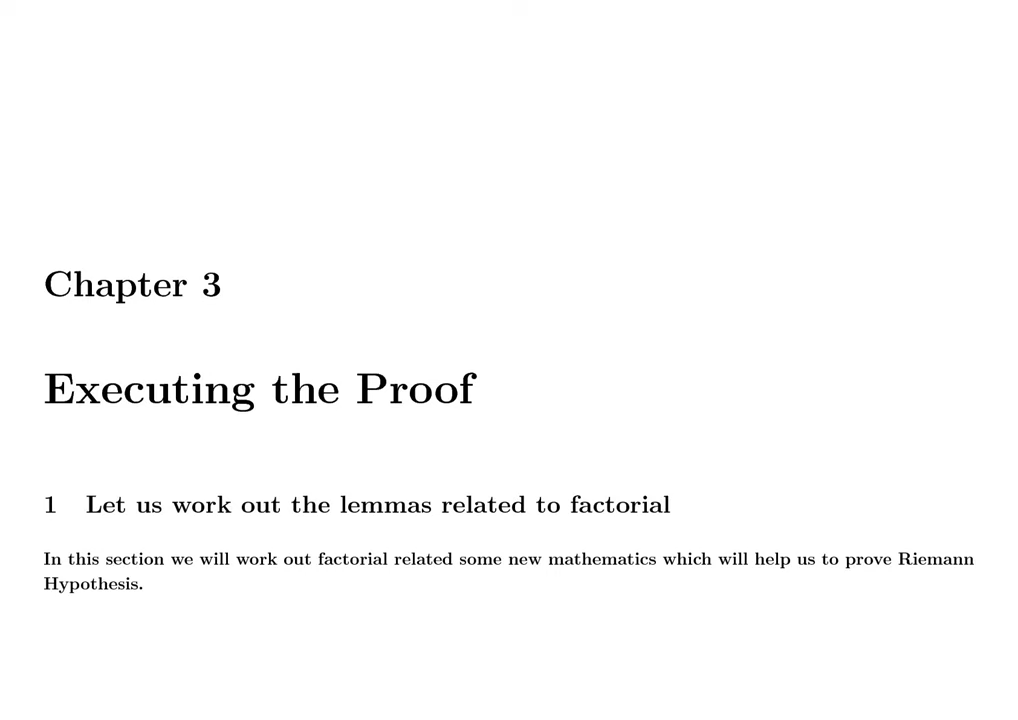 Chapter 3
Executing the Proof
1 Let us work out the lemmas related to factorial
In this section we will work out factorial related some new mathematics which will help us to prove Riemann
Hypothesis.